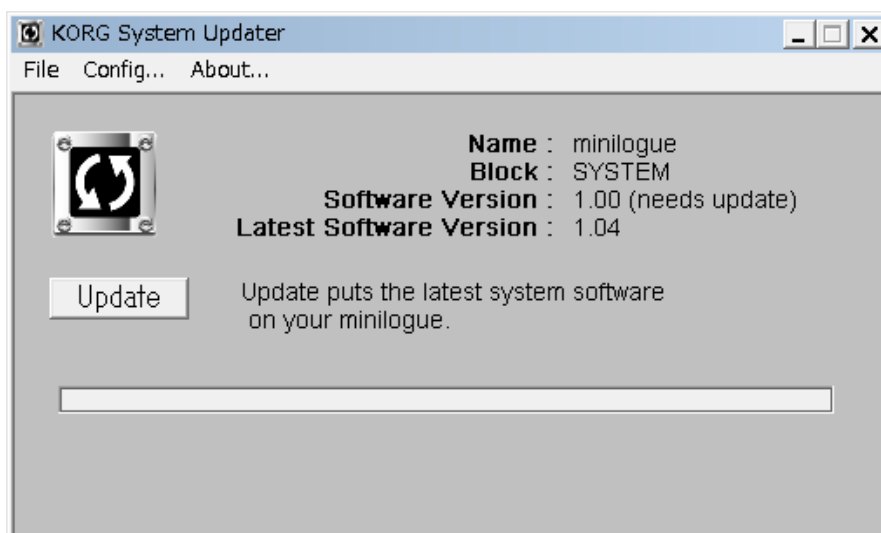 KORG System Updater
File Config... About...
Name : minilogue
Block : SYSTEM
Software Version : 1.00 (needs update)
Latest Software Version : 1.04
Update
Update puts the latest system software
on your minilogue.